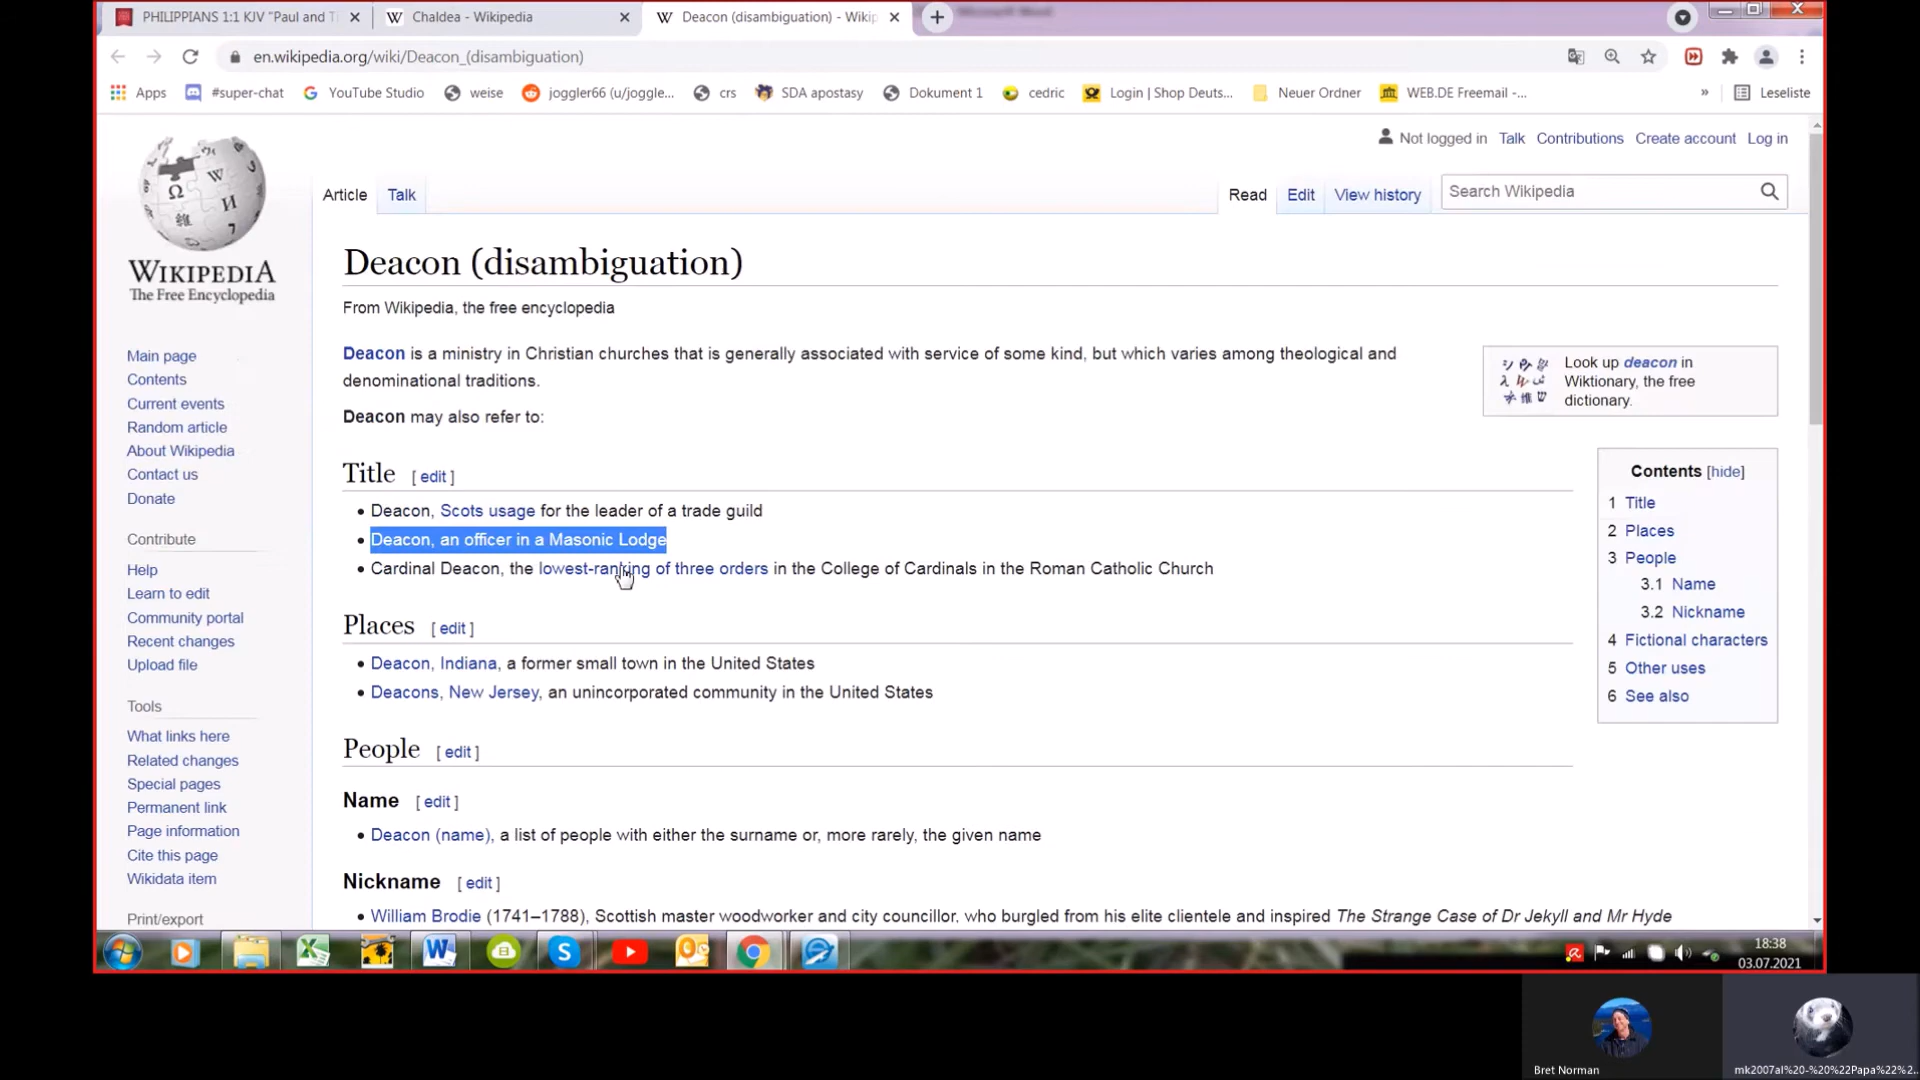 PHILIPPIANS 1:1 KJV "Paul and Ti
Chaldea - Wikipedia
Deacon (disambiguation) - Wikip
en.wikipedia.org/wiki/Deacon_(disambiguation)
Apps #super-chat YouTube Studio weise joggler66 (u/joggle... crs SDA apostasy Dokument 1 cedric Login | Shop Deuts... Neuer Ordner WEB.DE Freemail -... » Leseliste
Not logged in Talk Contributions Create account Log in
Article Talk Read Edit View history Search Wikipedia
WIKIPEDIA
The Free Encyclopedia
Main page
Contents
Current events
Random article
About Wikipedia
Contact us
Donate
Contribute
Help
Learn to edit
Community portal
Recent changes
Upload file
Tools
What links here
Related changes
Special pages
Permanent link
Page information
Cite this page
Wikidata item
Print/export
Deacon (disambiguation)
From Wikipedia, the free encyclopedia
Deacon is a ministry in Christian churches that is generally associated with service of some kind, but which varies among theological and
denominational traditions.
Deacon may also refer to:
Look up deacon in
Wiktionary, the free
dictionary.
Title [ edit ]
• Deacon, Scots usage for the leader of a trade guild
• Deacon, an officer in a Masonic Lodge
• Cardinal Deacon, the lowest-ranking of three orders in the College of Cardinals in the Roman Catholic Church
Places [ edit ]
• Deacon, Indiana, a former small town in the United States
• Deacons, New Jersey, an unincorporated community in the United States
People [ edit ]
Name [ edit ]
• Deacon (name), a list of people with either the surname or, more rarely, the given name
Nickname [ edit ]
• William Brodie (1741–1788), Scottish master woodworker and city councillor, who burgled from his elite clientele and inspired The Strange Case of Dr Jekyll and Mr Hyde
Contents [hide]
1 Title
2 Places
3 People
3.1 Name
3.2 Nickname
4 Fictional characters
5 Other uses
6 See also
18:38
03.07.2021
Bret Norman
mk2007al%20-%20%22Papa%22%2...